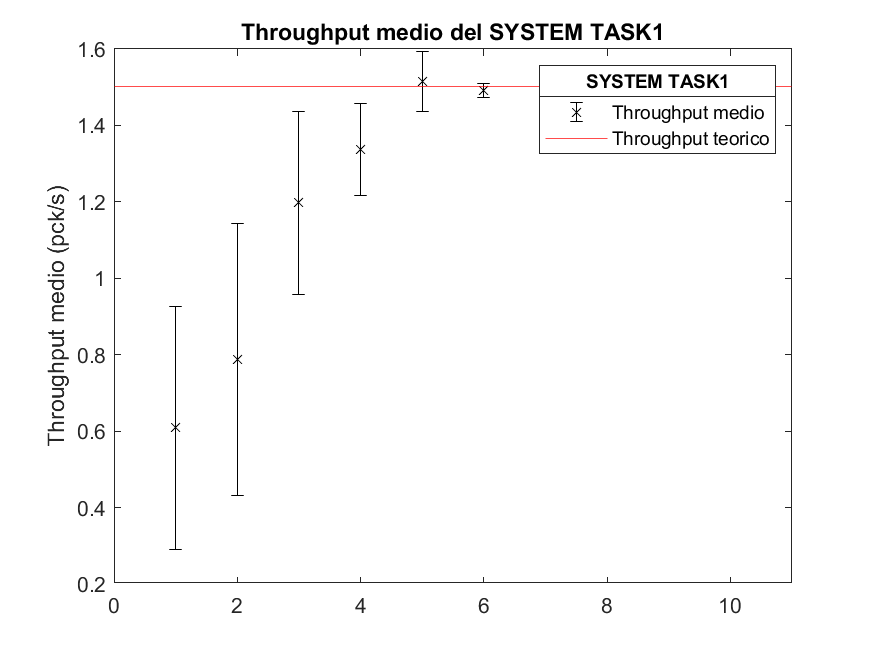 Throughput medio del SYSTEM TASK1
1.6
SYSTEM TASK1
Throughput medio
Throughput teorico
1.4
1.2
1
0.8
0.6
0.4
0.2
Throughput medio (pck/s)
0 2 4 6 8 10